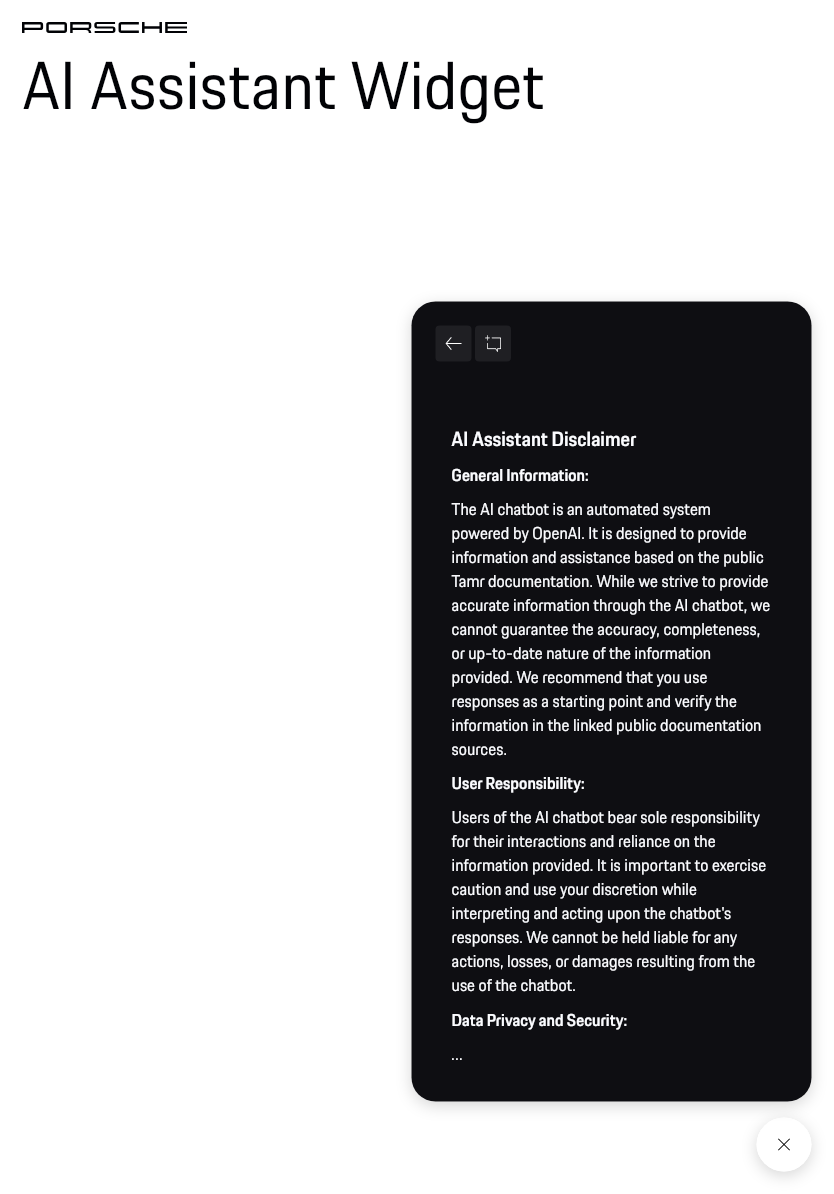 PORSCHE
AI Assistant Widget
AI Assistant Disclaimer
General Information:
The AI chatbot is an automated system
powered by OpenAI. It is designed to provide
information and assistance based on the public
Tamr documentation. While we strive to provide
accurate information through the AI chatbot, we
cannot guarantee the accuracy, completeness,
or up-to-date nature of the information
provided. We recommend that you use
responses as a starting point and verify the
information in the linked public documentation
sources.
User Responsibility:
Users of the AI chatbot bear sole responsibility
for their interactions and reliance on the
information provided. It is important to exercise
caution and use your discretion while
interpreting and acting upon the chatbot's
responses. We cannot be held liable for any
actions, losses, or damages resulting from the
use of the chatbot.
Data Privacy and Security:
...